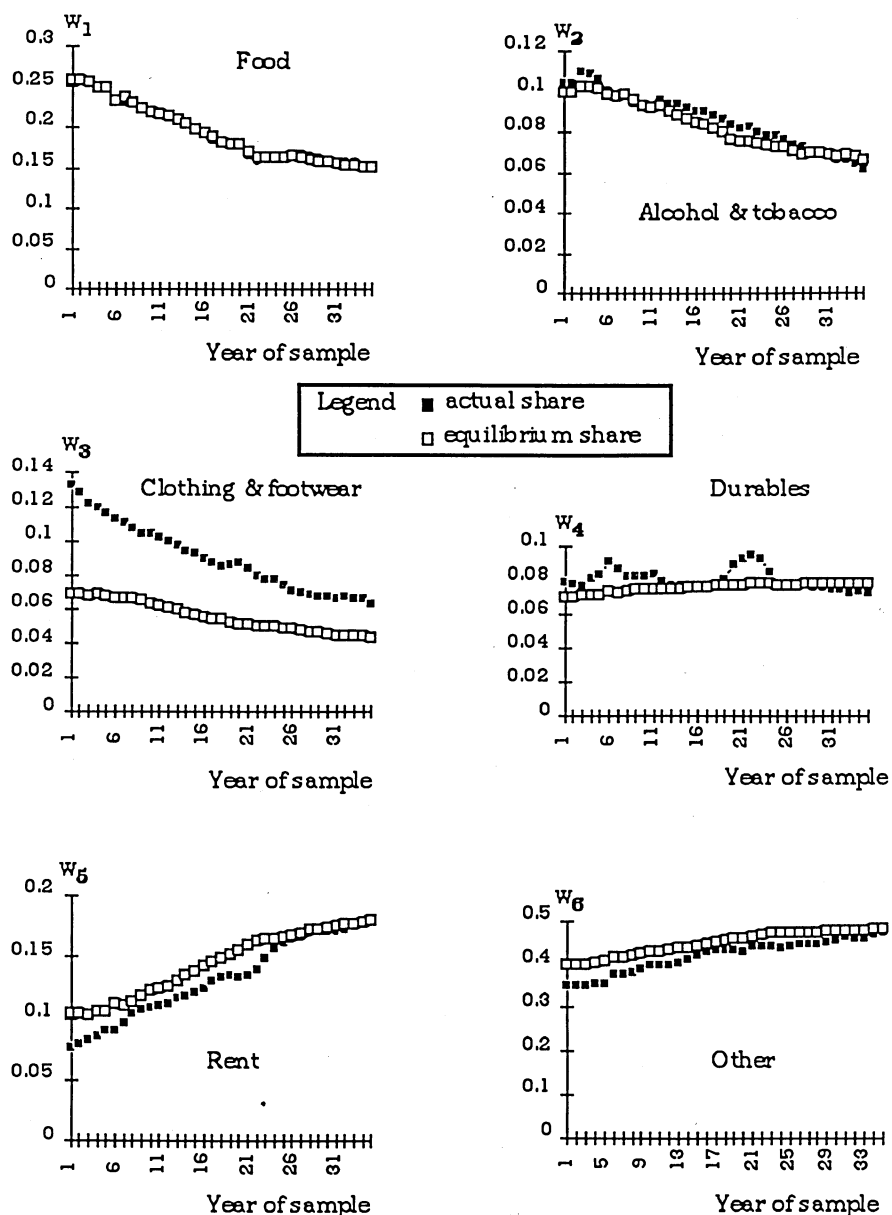 W1
0.3
0.25
0.2
0.15
0.1
0.05
0
Food
1 6 11 16 21 26 31
Year of sample
W2
0.12
0.1
0.08
0.06
0.04
0.02
0
Alcohol & tobacco
1 6 11 16 21 26 31
Year of sample
Legend
actual share
equilibrium share
W3
0.14
0.12
0.1
0.08
0.06
0.04
0.02
0
Clothing & footwear
1 6 11 16 21 26 31
Year of sample
Durables
W4
0.1
0.08
0.06
0.04
0.02
0
1 6 11 16 21 26 31
Year of sample
W5
0.2
0.15
0.1
0.05
0
Rent
1 6 11 16 21 26 31
Year of sample
W6
0.5
0.4
0.3
0.2
0.1
0
Other
1 5 9 13 17 21 25 29 33
Year of sample